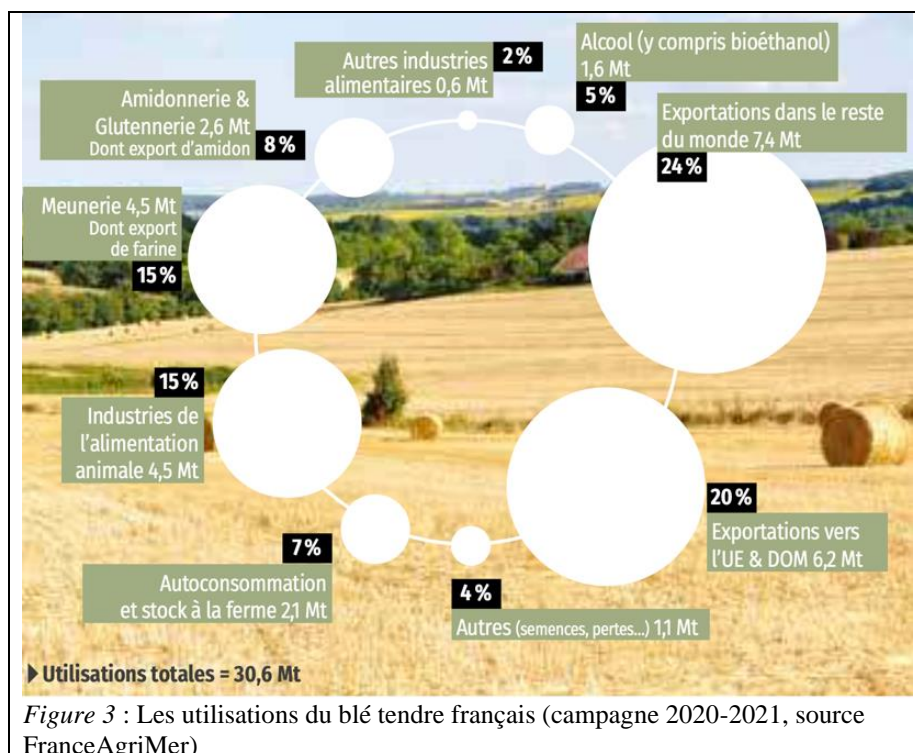 Autres industries
alimentaires 0,6 Mt
2 %
Alcool (y compris bioéthanol)
1,6 Mt
5 %
Amidonnerie &
Glutennerie 2,6 Mt
Dont export d'amidon
8 %
Exportations dans le reste
du monde 7,4 Mt
24 %
Meunerie 4,5 Mt
Dont export
de farine
15 %
15 %
Industries de
l'alimentation
animale 4,5 Mt
20 %
Exportations vers
l'UE & DOM 6,2 Mt
7 %
Autoconsommation
et stock à la ferme 2,1 Mt
4 %
Autres (semences, pertes...) 1,1 Mt
Utilisations totales = 30,6 Mt
Figure 3 : Les utilisations du blé tendre français (campagne 2020-2021, source
FranceAgriMer)